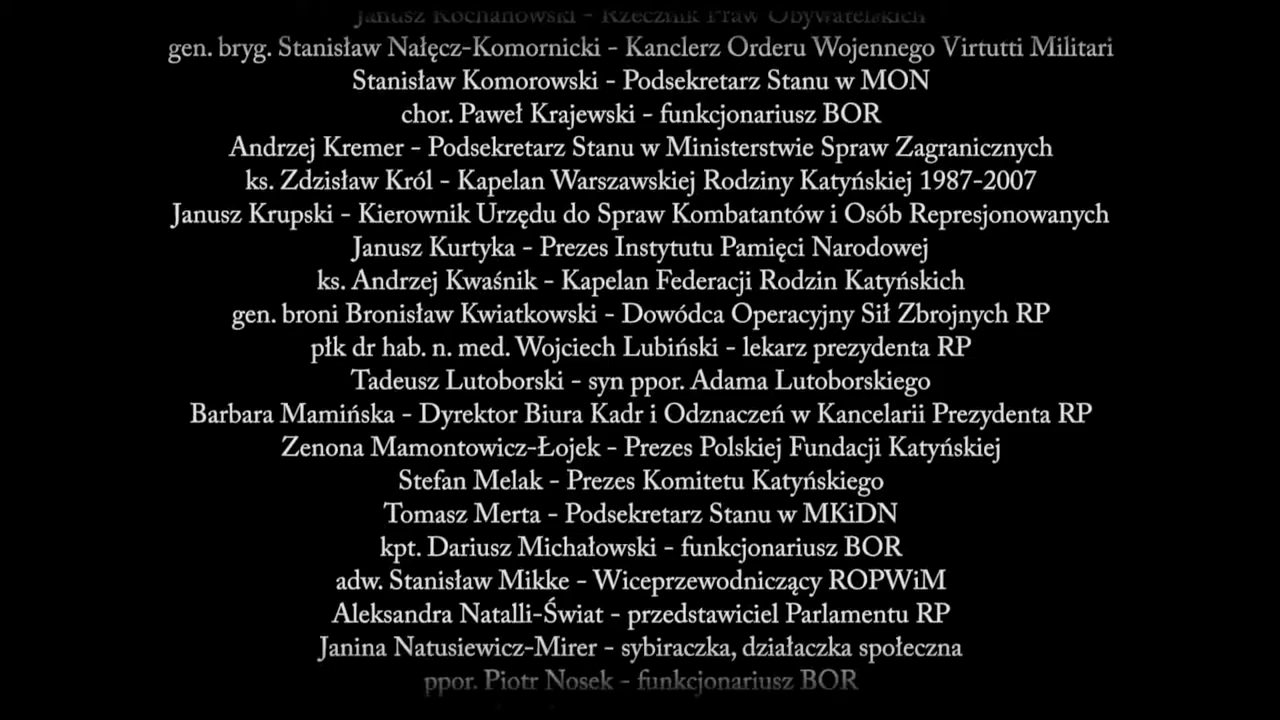 Janusz Kochanowski - Rzecznik Praw Obywatelskich
gen. bryg. Stanisław Nałęcz-Komornicki - Kanclerz Orderu Wojennego Virtutti Militari
Stanisław Komorowski - Podsekretarz Stanu w MON
chor. Paweł Krajewski - funkcjonariusz BOR
Andrzej Kremer - Podsekretarz Stanu w Ministerstwie Spraw Zagranicznych
ks. Zdzisław Król - Kapelan Warszawskiej Rodziny Katyńskiej 1987-2007
Janusz Krupski - Kierownik Urzędu do Spraw Kombatantów i Osób Represjonowanych
Janusz Kurtyka - Prezes Instytutu Pamięci Narodowej
ks. Andrzej Kwaśnik - Kapelan Federacji Rodzin Katyńskich
gen. broni Bronisław Kwiatkowski - Dowódca Operacyjny Sił Zbrojnych RP
płk dr hab. n. med. Wojciech Lubiński - lekarz prezydenta RP
Tadeusz Lutoborski - syn ppor. Adama Lutoborskiego
Barbara Mamińska - Dyrektor Biura Kadr i Odznaczeń w Kancelarii Prezydenta RP
Zenona Mamontowicz-Łojek - Prezes Polskiej Fundacji Katyńskiej
Stefan Melak - Prezes Komitetu Katyńskiego
Tomasz Merta - Podsekretarz Stanu w MKiDN
kpt. Dariusz Michałowski - funkcjonariusz BOR
adw. Stanisław Mikke - Wiceprzewodniczący ROPWiM
Aleksandra Natalli-Świat - przedstawiciel Parlamentu RP
Janina Natusiewicz-Mirer - sybiraczka, działaczka społeczna
ppor. Piotr Nosek - funkcjonariusz BOR